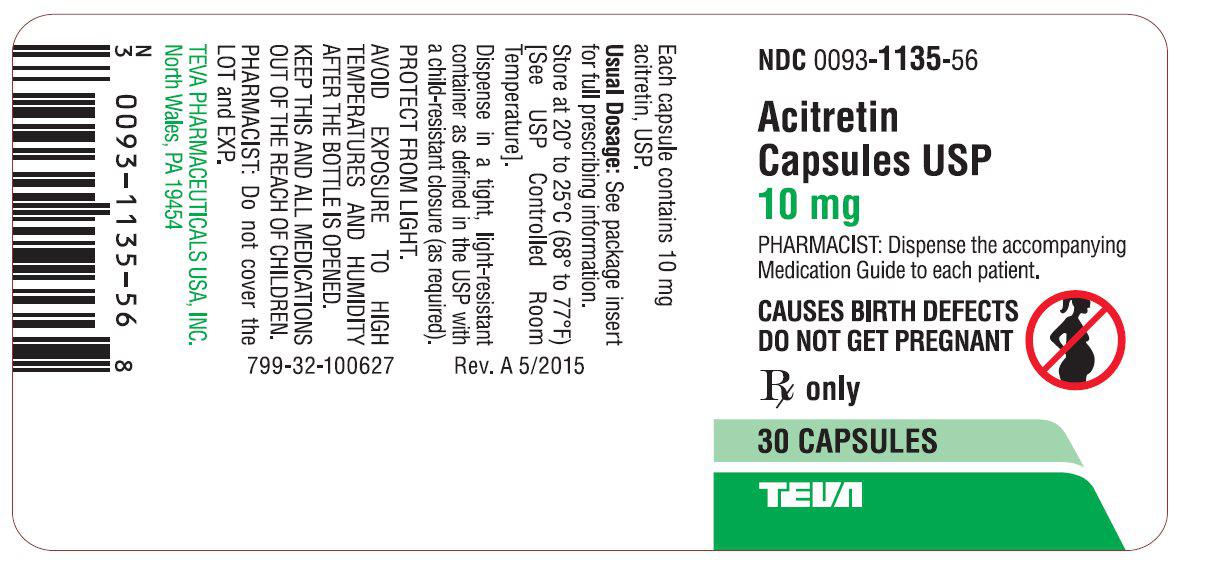 NDC 0093-1135-56
Acitretin
Capsules USP
10 mg
PHARMACIST: Dispense the accompanying
Medication Guide to each patient.
CAUSES BIRTH DEFECTS
DO NOT GET PREGNANT
Rx only
30 CAPSULES
TEVA
Each capsule contains 10 mg
acitretin, USP.
Usual Dosage: See package insert
for full prescribing information.
Store at 20° to 25°C (68° to 77°F)
[See USP Controlled Room
Temperature].
Dispense in a tight, light-resistant
container as defined in the USP with
a child-resistant closure (as required).
PROTECT FROM LIGHT.
AVOID EXPOSURE TO HIGH
TEMPERATURES AND HUMIDITY
AFTER THE BOTTLE IS OPENED.
KEEP THIS AND ALL MEDICATIONS
OUT OF THE REACH OF CHILDREN.
PHARMACIST: Do not cover the
LOT and EXP.
TEVA PHARMACEUTICALS USA, INC.
North Wales, PA 19454
799-32-100627 Rev. A 5/2015
N
3 0093-1135-56 8